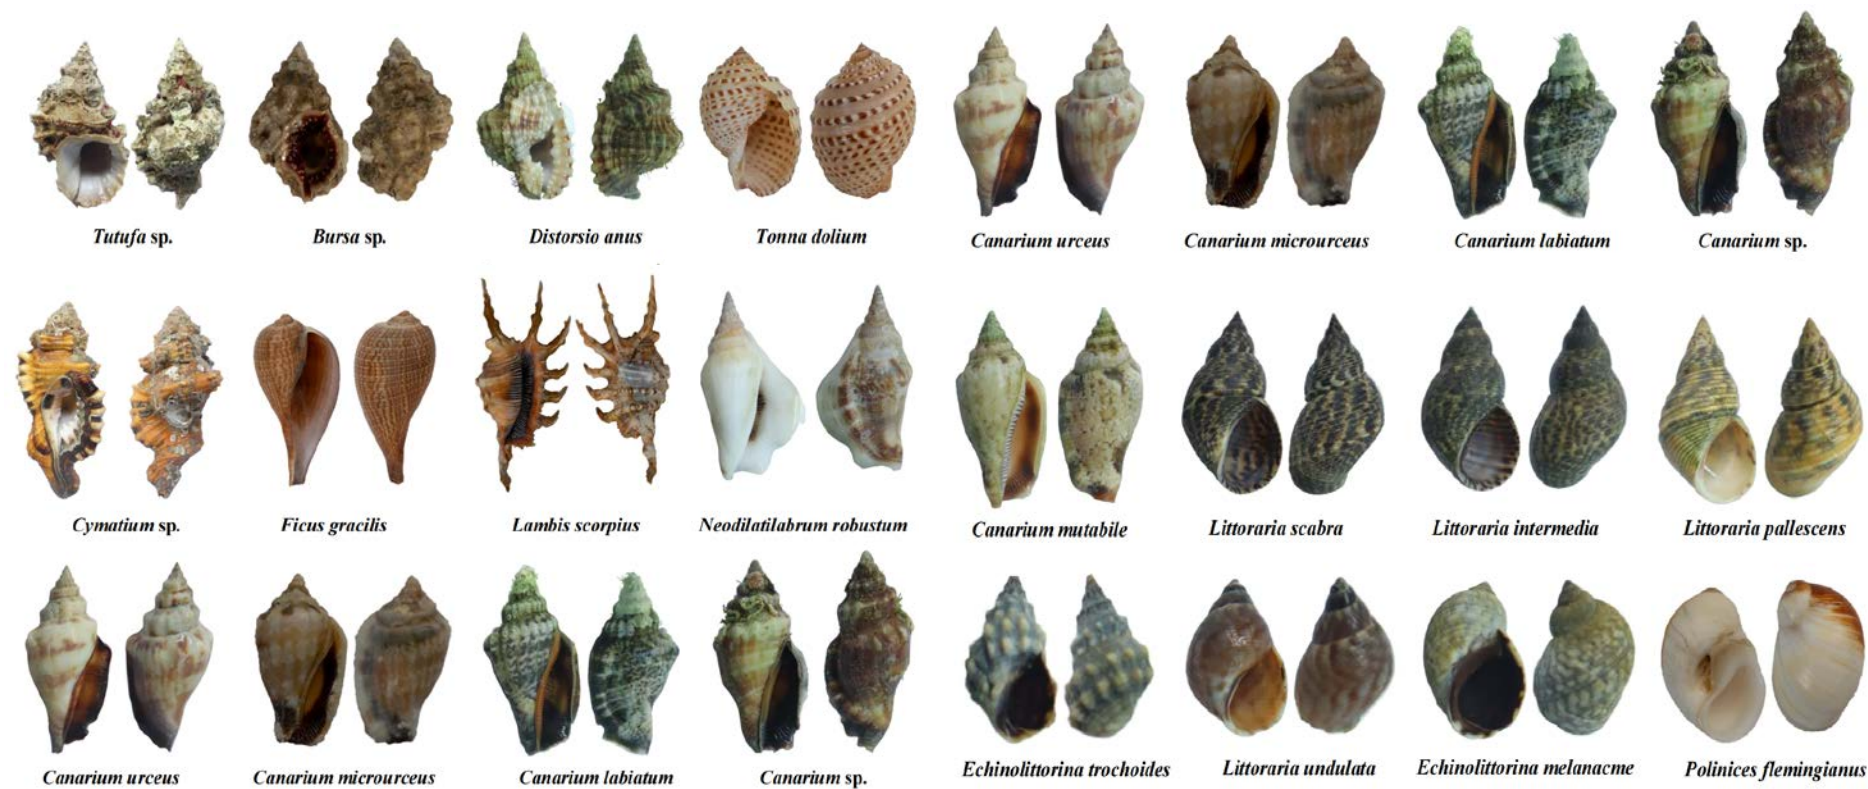 Tutufa sp.
Bursa sp.
Distorsio anus
Tonna dolium
Canarium urceus
Canarium microurceus
Canarium labiatum
Canarium sp.
Cymatium sp.
Ficus gracilis
Lambis scorpius
Neodilatilabrum robustum
Canarium mutabile
Littoraria scabra
Littoraria intermedia
Littoraria pallescens
Canarium urceus
Canarium microurceus
Canarium labiatum
Canarium sp.
Echinolittorina trochoides
Littoraria undulata
Echinolittorina melanacme
Polinices flemingianus